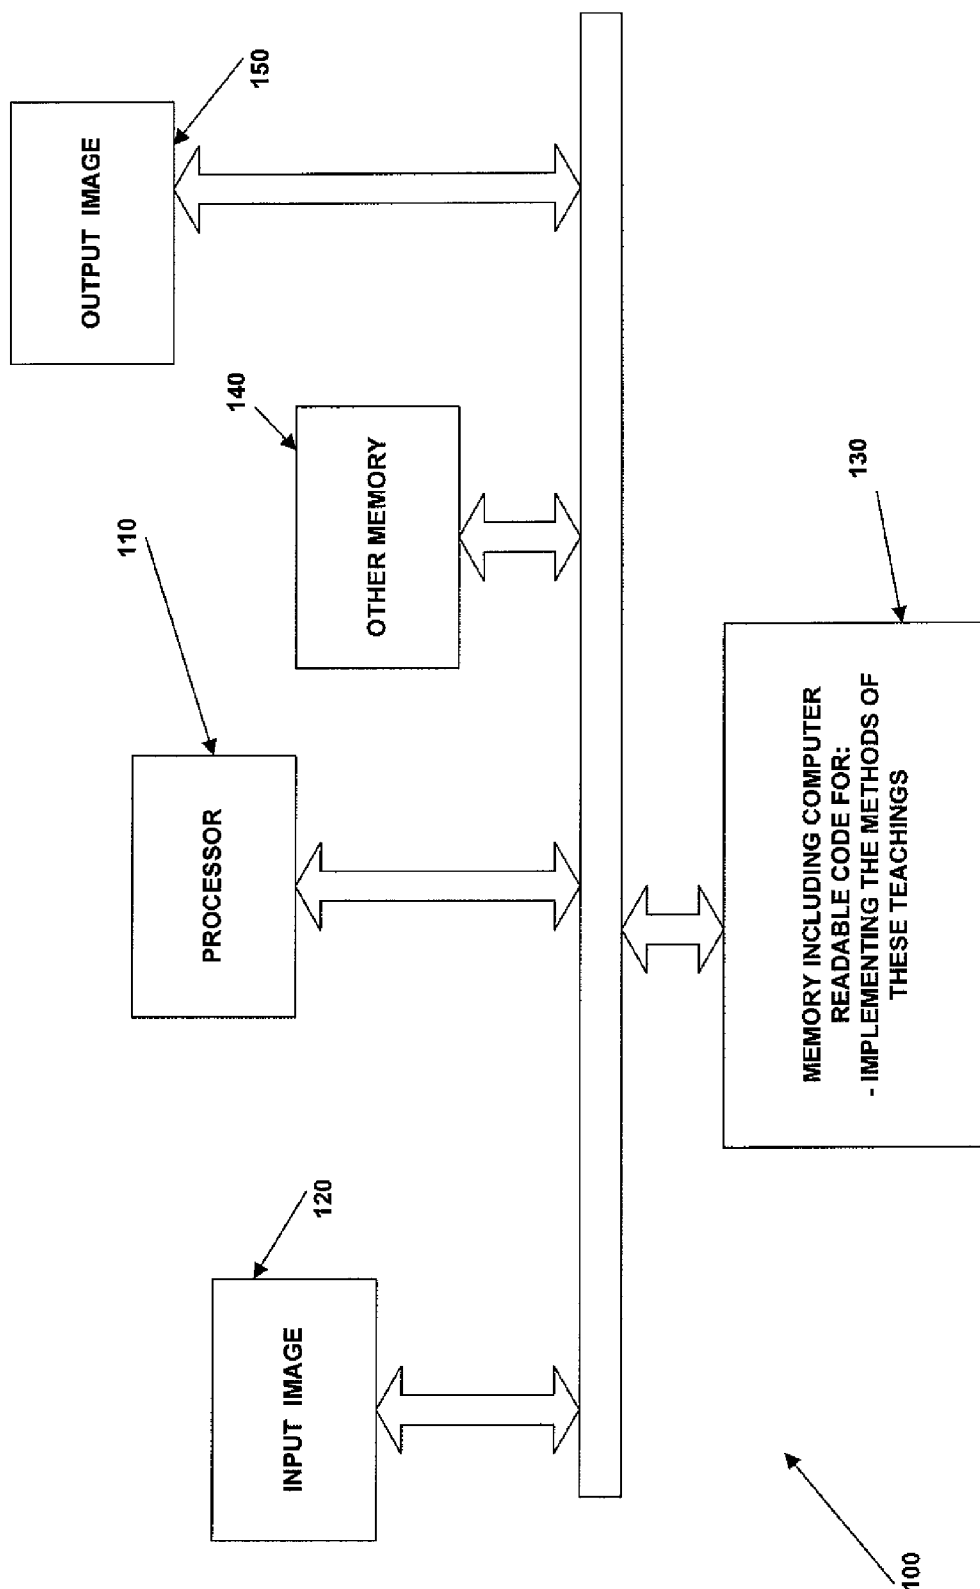 INPUT IMAGE
120
PROCESSOR
110
OTHER MEMORY
140
OUTPUT IMAGE
150
MEMORY INCLUDING COMPUTER
READABLE CODE FOR:
- IMPLEMENTING THE METHODS OF
THESE TEACHINGS
130
100